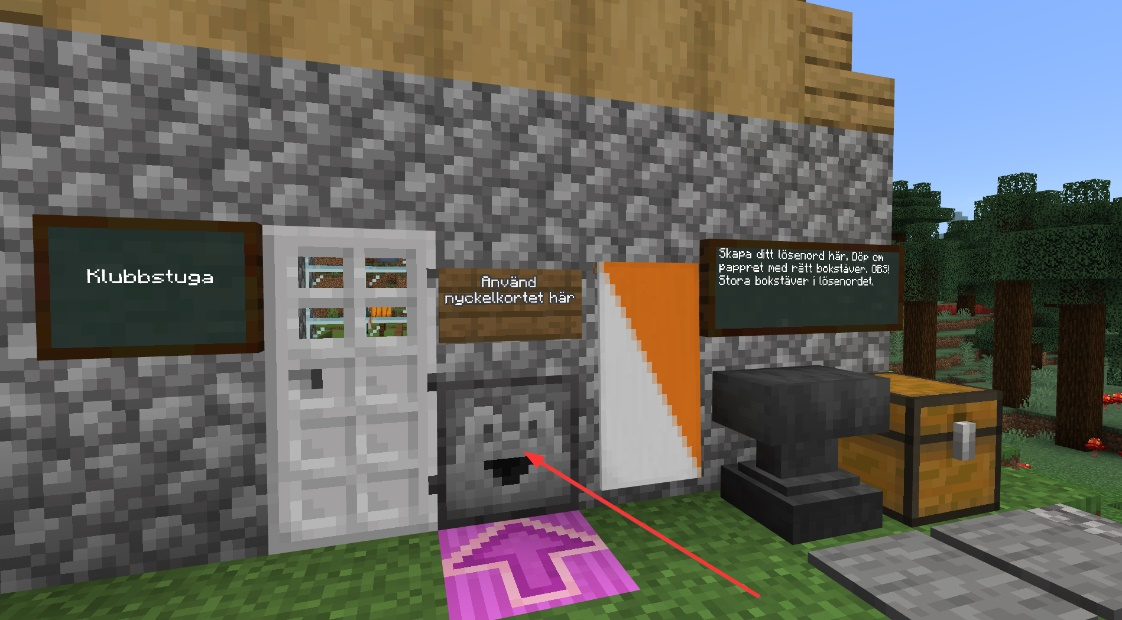 Klubbstuga
Använd
nyckelkortet här
Skapa ditt lösenord här. Döp om
pappret med rätt bokstäver. OBS!
Stora bokstäver i lösenordet.